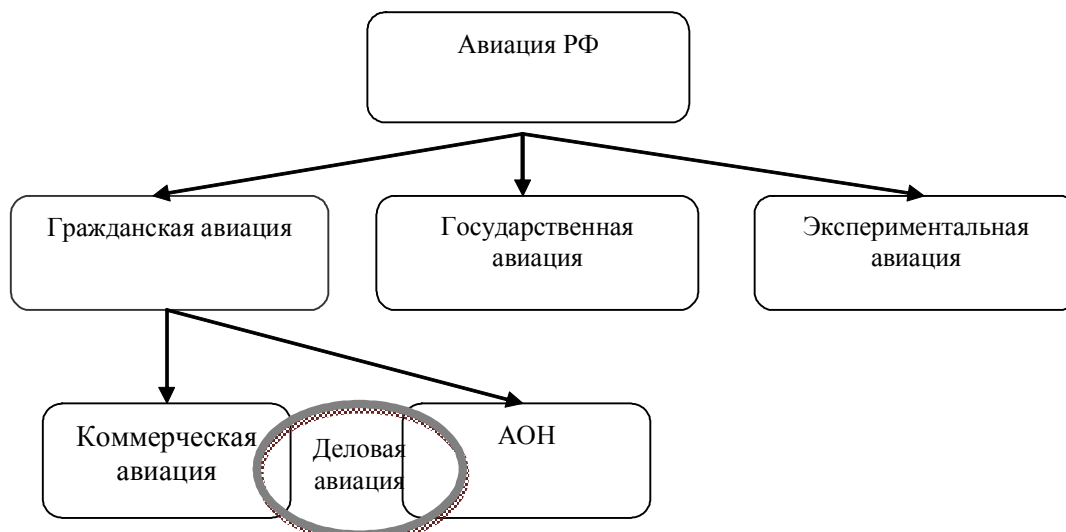 Авиация РФ
Гражданская авиация
Государственная
авиация
Экспериментальная
авиация
Коммерческая
авиация
Деловая
авиация
АОН